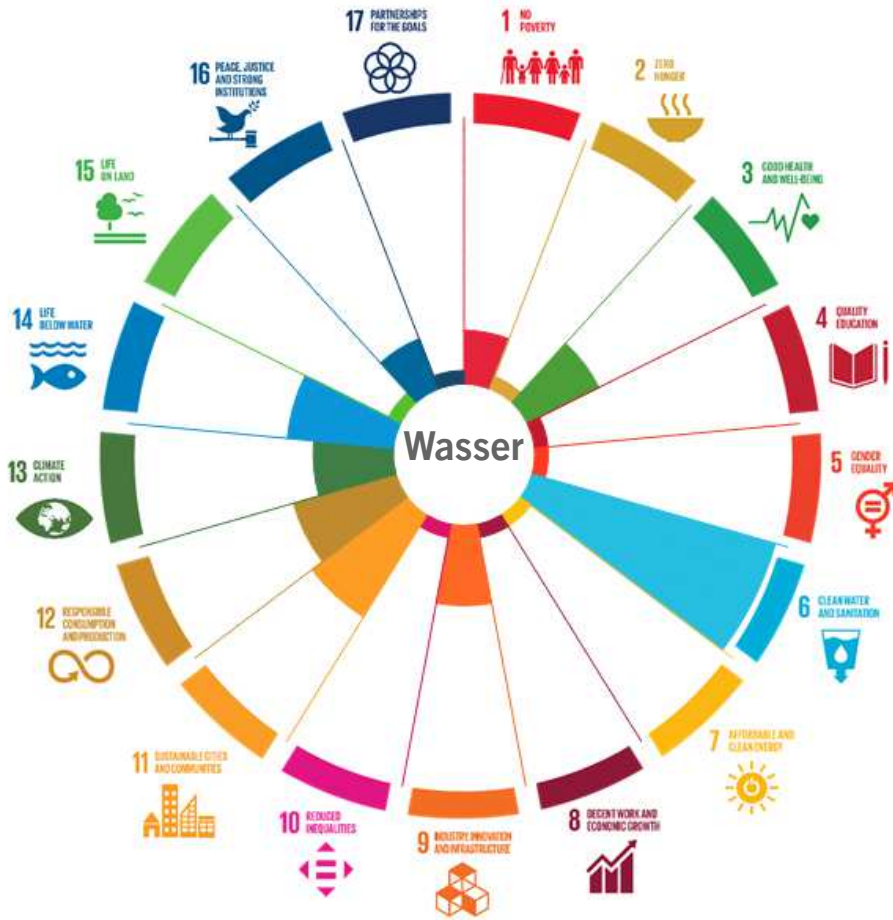 1 NO
POVERTY
2 ZERO
HUNGER
3 GOOD HEALTH
AND WELL-BEING
4 QUALITY
EDUCATION
5 GENDER
EQUALITY
6 CLEAN WATER
AND SANITATION
7 AFFORDABLE AND
CLEAN ENERGY
8 DECENT WORK AND
ECONOMIC GROWTH
9 INDUSTRY, INNOVATION
AND INFRASTRUCTURE
10 REDUCED
INEQUALITIES
11 SUSTAINABLE CITIES
AND COMMUNITIES
12 RESPONSIBLE
CONSUMPTION
AND PRODUCTION
13 CLIMATE
ACTION
14 LIFE
BELOW WATER
15 LIFE
ON LAND
16 PEACE, JUSTICE
AND STRONG
INSTITUTIONS
17 PARTNERSHIPS
FOR THE GOALS
Wasser